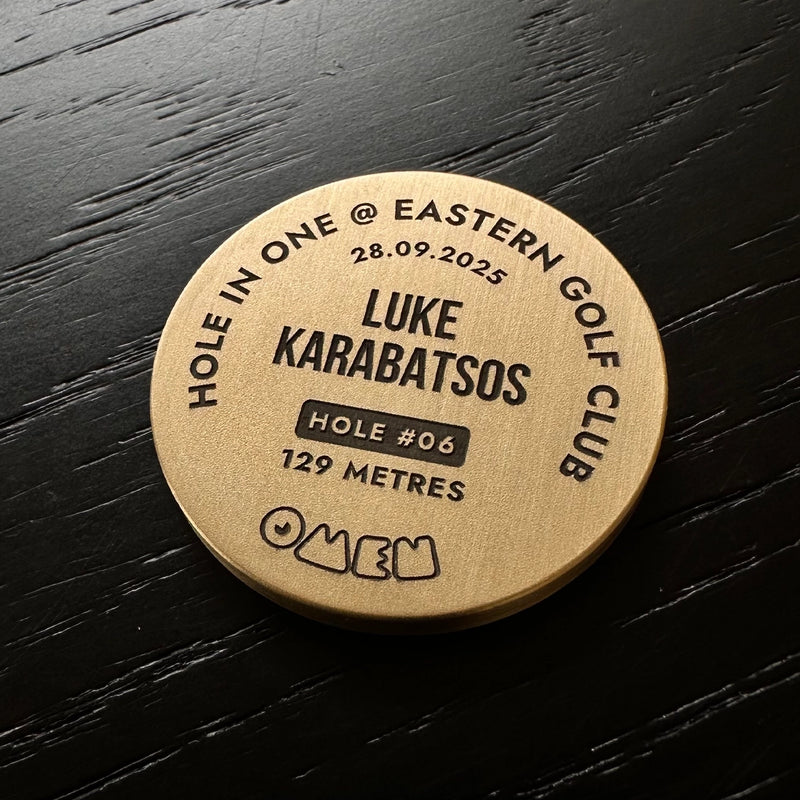 HOLE IN ONE @ EASTERN GOLF CLUB
28.09.2025
LUKE
KARABATSOS
HOLE #06
129 METRES
OMEN